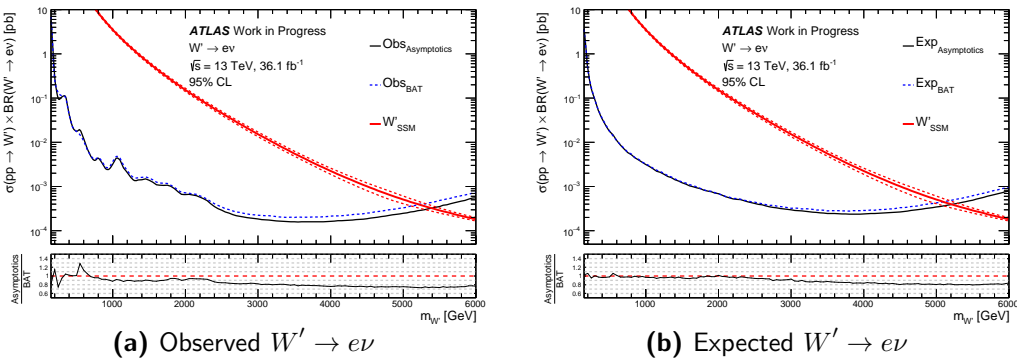 σ(pp → W') × BR(W' → eν) [pb]
10
1
10⁻¹
10⁻²
10⁻³
10⁻⁴
ATLAS Work in Progress
W' → eν
√s = 13 TeV, 36.1 fb⁻¹
95% CL
Obs_Asymptotics
Obs_BAT
W'_SSM
Asymptotics
BAT
1.4
1.2
1
0.8
0.6
1000 2000 3000 4000 5000 6000
m_W' [GeV]
(a) Observed W' → eν
σ(pp → W') × BR(W' → eν) [pb]
10
1
10⁻¹
10⁻²
10⁻³
10⁻⁴
ATLAS Work in Progress
W' → eν
√s = 13 TeV, 36.1 fb⁻¹
95% CL
Exp_Asymptotics
Exp_BAT
W'_SSM
Asymptotics
BAT
1.4
1.2
1
0.8
0.6
1000 2000 3000 4000 5000 6000
m_W' [GeV]
(b) Expected W' → eν